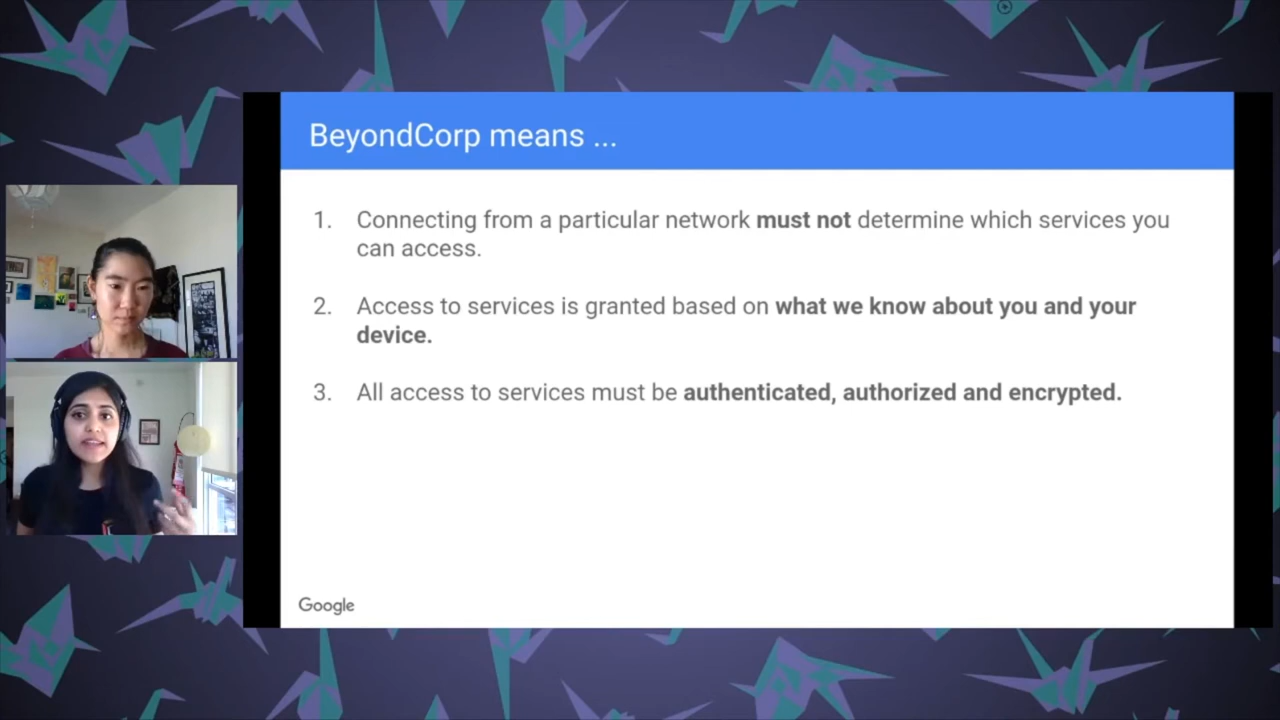 BeyondCorp means ...
1. Connecting from a particular network must not determine which services you
can access.
2. Access to services is granted based on what we know about you and your
device.
3. All access to services must be authenticated, authorized and encrypted.
Google